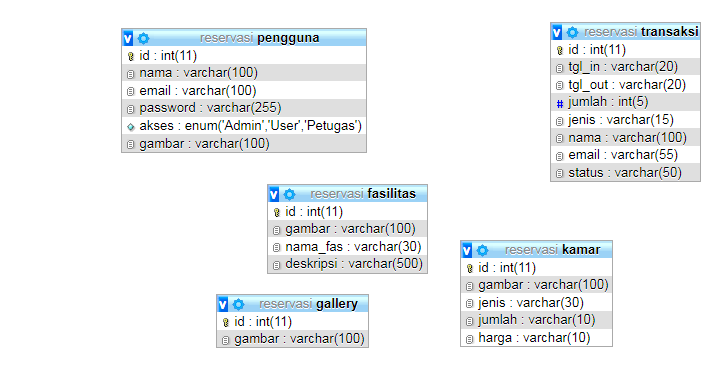 reservasi pengguna
id : int(11)
nama : varchar(100)
email : varchar(100)
password : varchar(255)
akses : enum('Admin','User','Petugas')
gambar : varchar(100)
reservasi transaksi
id : int(11)
tgl_in : varchar(20)
tgl_out : varchar(20)
# jumlah : int(5)
jenis : varchar(15)
nama : varchar(100)
email : varchar(55)
status : varchar(50)
reservasi fasilitas
id : int(11)
gambar : varchar(100)
nama_fas : varchar(30)
deskripsi : varchar(500)
reservasi kamar
id : int(11)
gambar : varchar(100)
jenis : varchar(30)
jumlah : varchar(10)
harga : varchar(10)
reservasi gallery
id : int(11)
gambar : varchar(100)